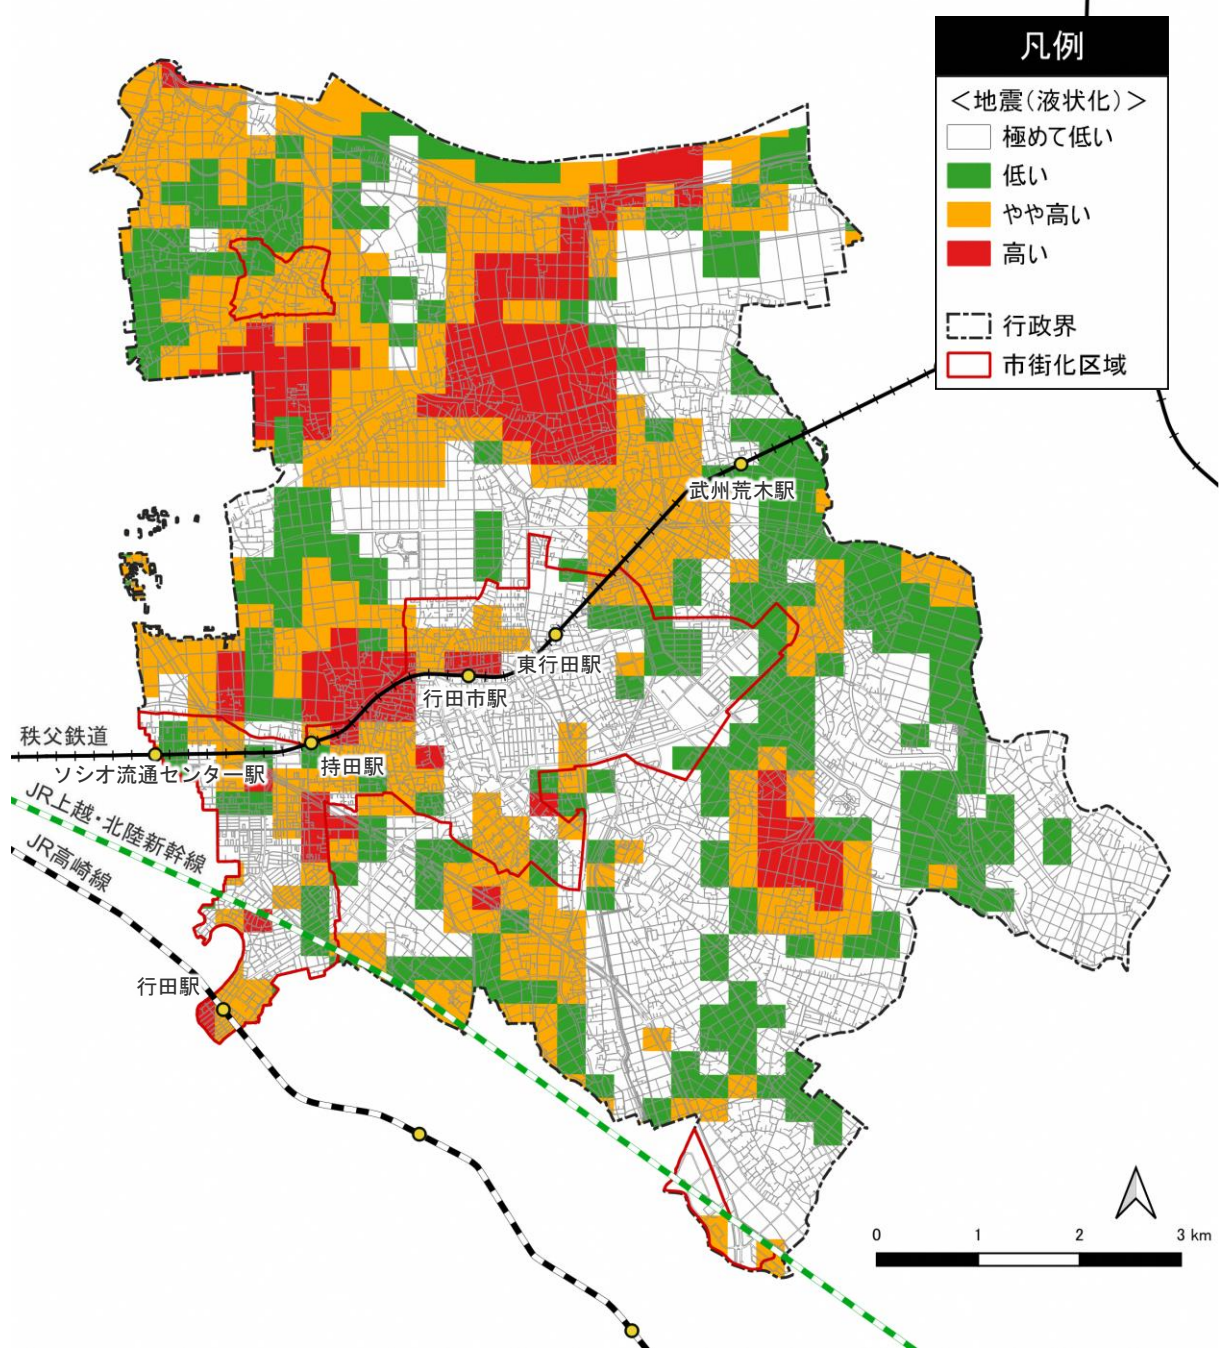 凡例
＜地震(液状化)＞
極めて低い
低い
やや高い
高い
行政界
市街化区域
武州荒木駅
東行田駅
行田市駅
秩父鉄道
持田駅
ソシオ流通センター駅
JR上越・北陸新幹線
JR高崎線
行田駅
0 1 2 3 km